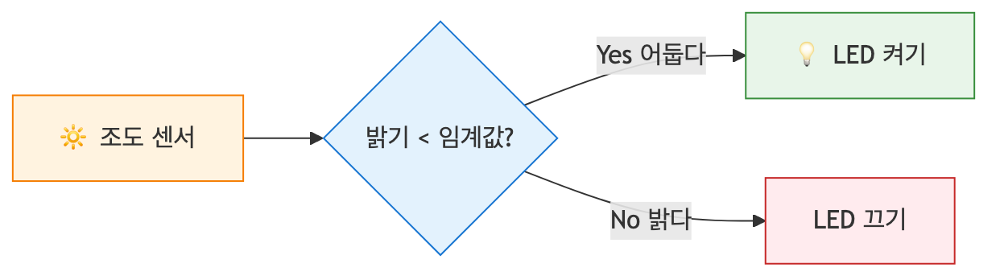 🔆 조도 센서
밝기 < 임계값?
Yes 어둡다
💡 LED 켜기
No 밝다
LED 끄기